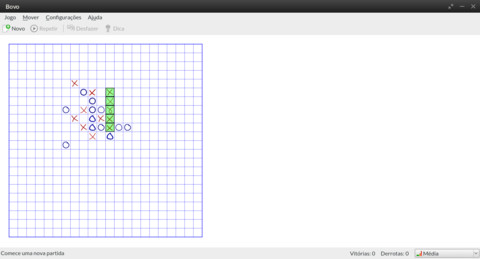 Bovo
Jogo Mover Configurações Ajuda
Novo Repetir Desfazer Dica
Comece uma nova partida Vitórias: 0 Derrotas: 0 Média